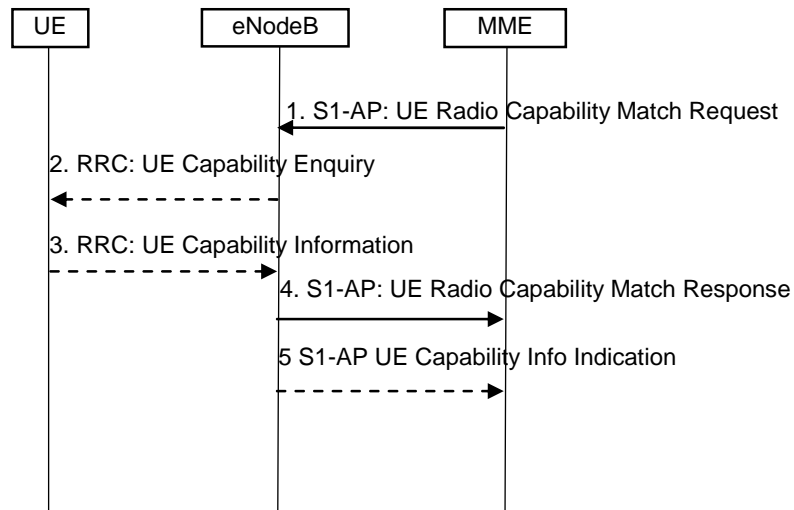 UE
eNodeB
MME
1. S1-AP: UE Radio Capability Match Request
2. RRC: UE Capability Enquiry
3. RRC: UE Capability Information
4. S1-AP: UE Radio Capability Match Response
5 S1-AP UE Capability Info Indication